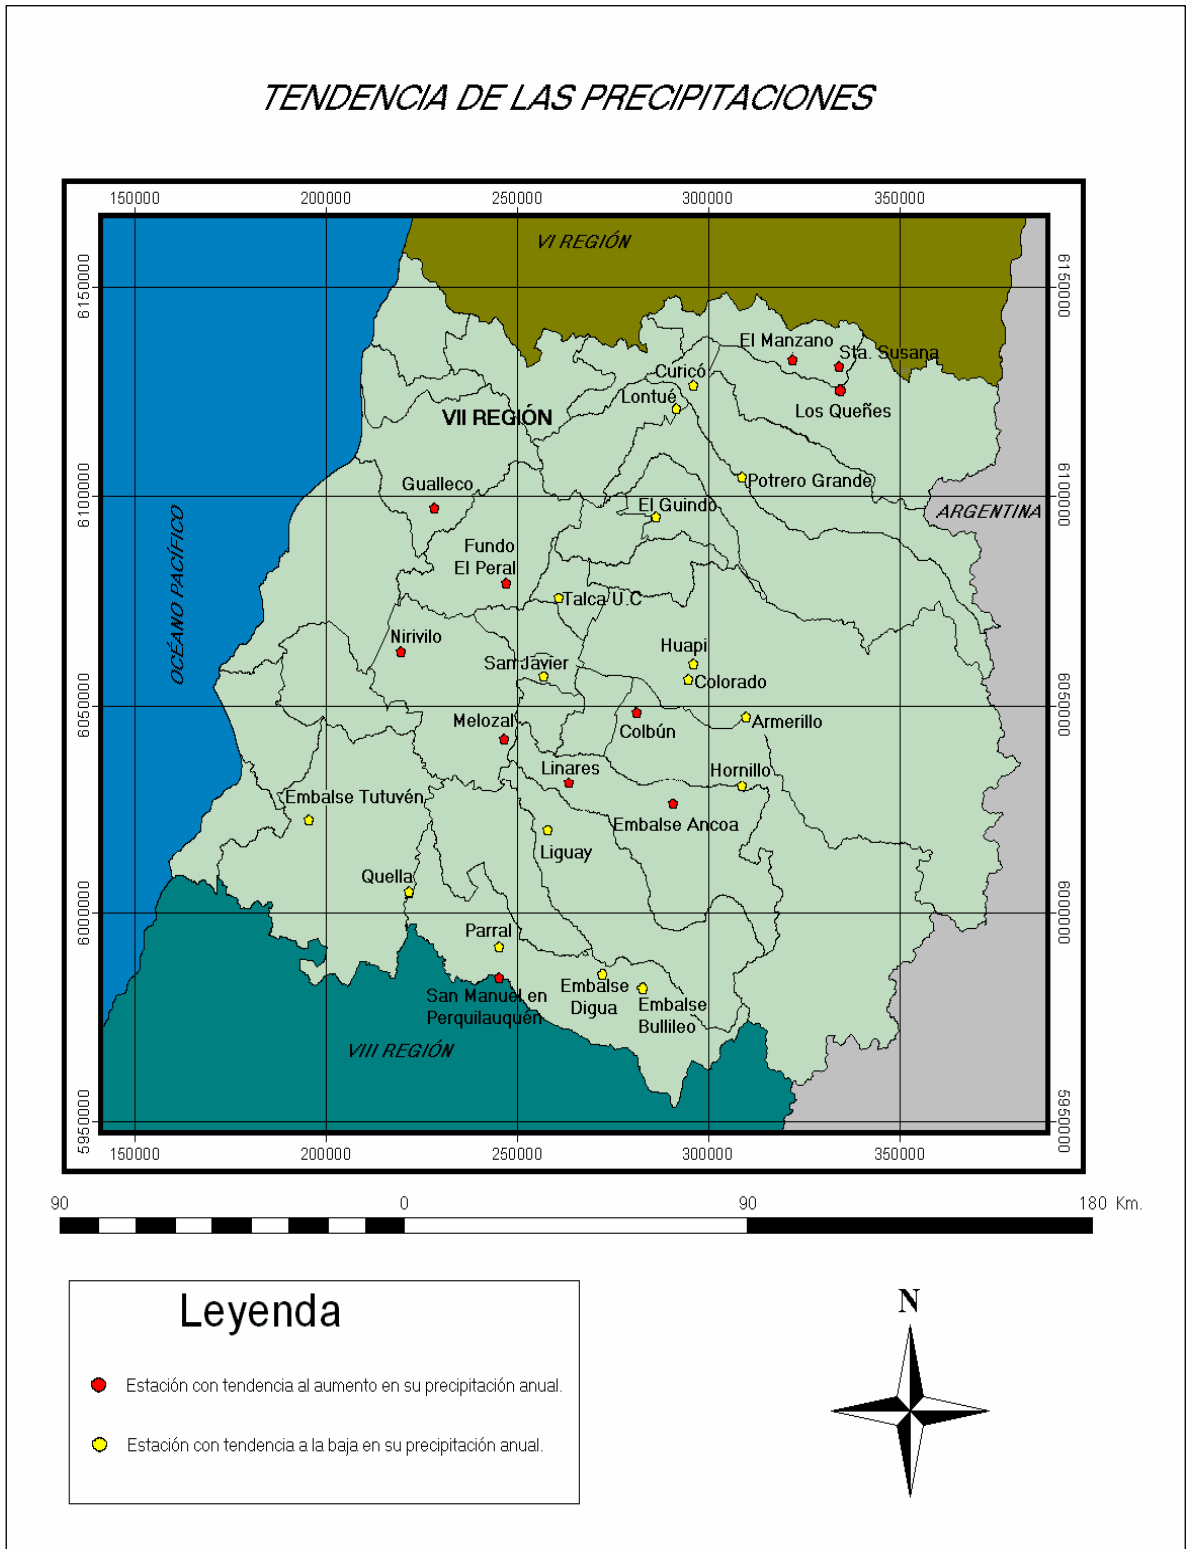 TENDENCIA DE LAS PRECIPITACIONES
150000 200000 250000 300000 350000
VI REGIÓN
6150000
6150000
El Manzano
Sta. Susana
Curicó
Lontué
Los Queñes
VII REGIÓN
Potrero Grande
Gualleco
6100000
6100000
El Guindo
ARGENTINA
OCÉANO PACÍFICO
Fundo
El Peral
Talca U.C
Nirivilo
Huapi
San Javier
Colorado
6050000
6050000
Melozal
Colbún
Armerillo
Linares
Hornillo
Embalse Tutuvén
Embalse Ancoa
Liguay
Quella
6000000
6000000
Parral
San Manuel en
Perquilauquén
Embalse
Digua
Embalse
Bullileo
VIII REGIÓN
5950000
5950000
150000 200000 250000 300000 350000
90 0 90 180 Km.
Leyenda
Estación con tendencia al aumento en su precipitación anual.
Estación con tendencia a la baja en su precipitación anual.
N